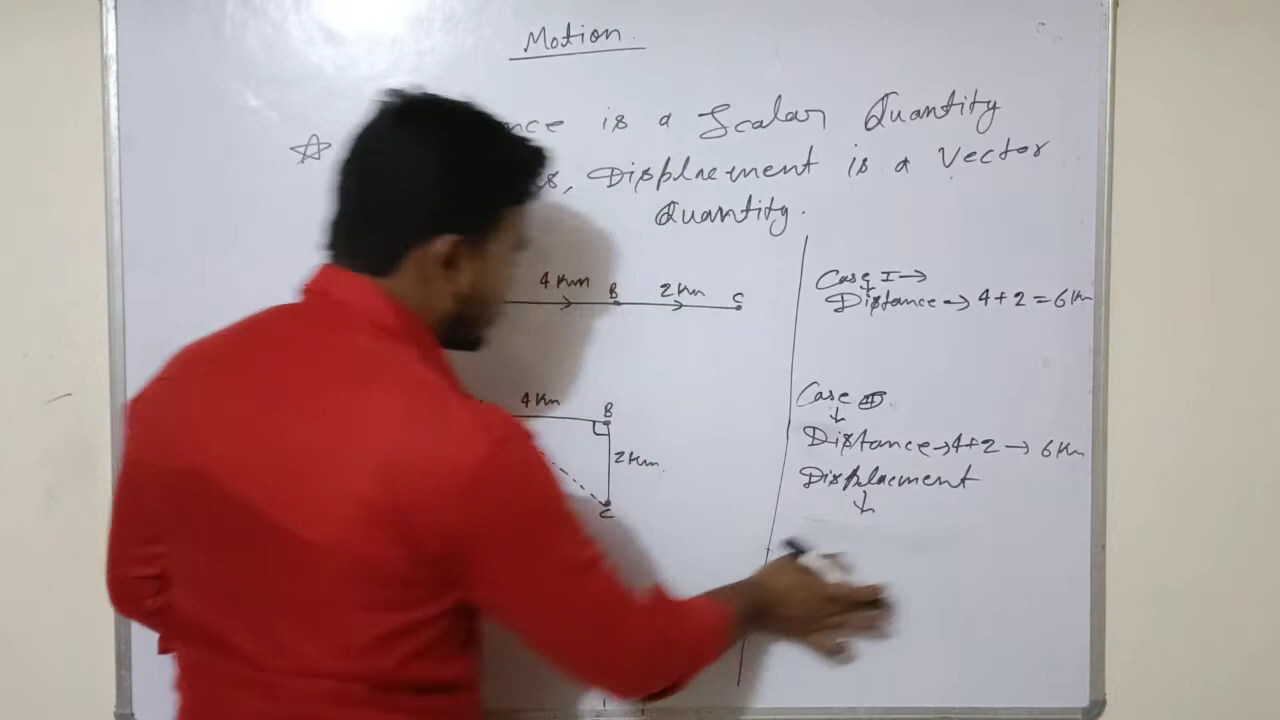 Motion.
is a Scalar Quantity
Displacement is a Vector
Quantity.
4 Km B 2 Km C
Case I →
Distance → 4 + 2 = 6 Km
4 Km B
2 Km
C
Case II.
Distance → 4+2 → 6 Km
Displacement